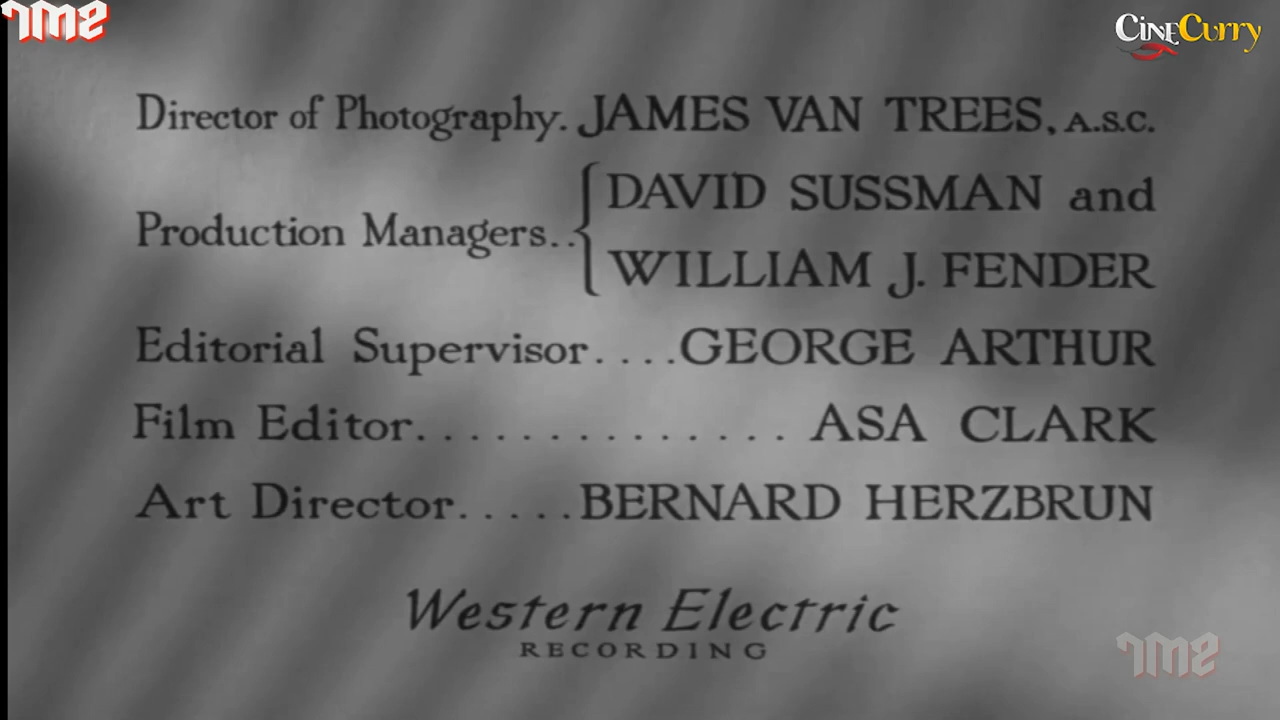 CineCurry
Director of Photography. JAMES VAN TREES, A.S.C.
Production Managers.. DAVID SUSSMAN and
WILLIAM J. FENDER
Editorial Supervisor....GEORGE ARTHUR
Film Editor............... ASA CLARK
Art Director.....BERNARD HERZBRUN
Western Electric
RECORDING